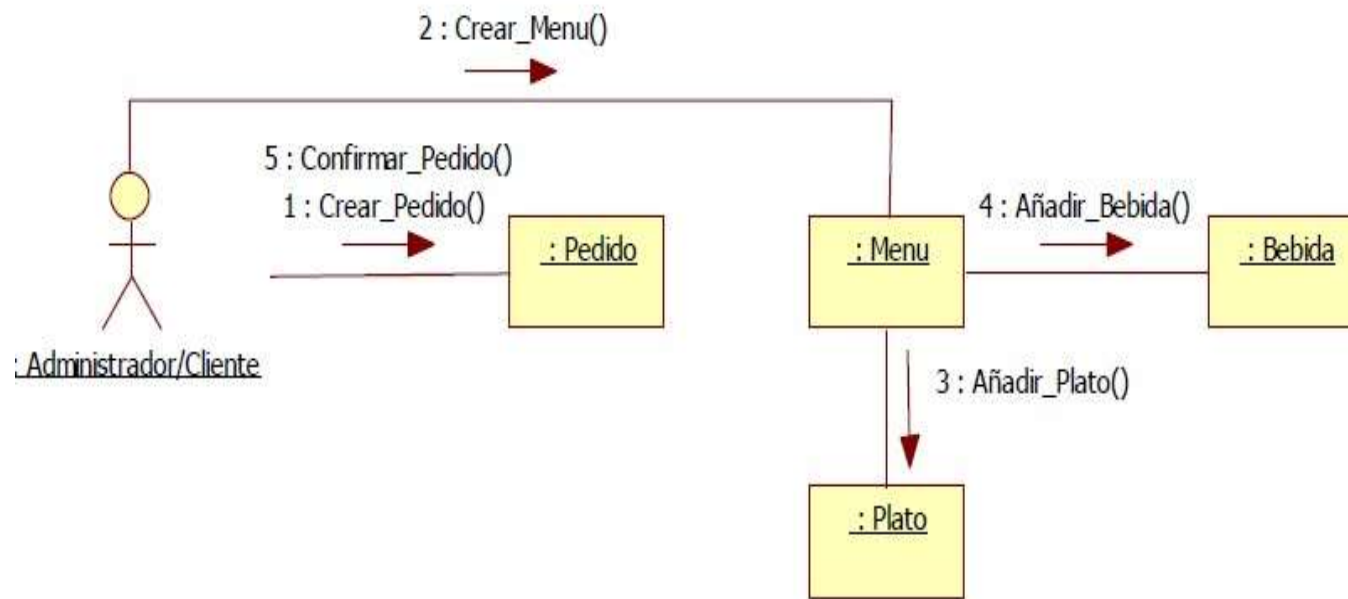 2 : Crear_Menu()
5 : Confirmar_Pedido()
1 : Crear_Pedido()
4 : Añadir_Bebida()
: Pedido
: Menu
: Bebida
: Administrador/Cliente
3 : Añadir_Plato()
: Plato